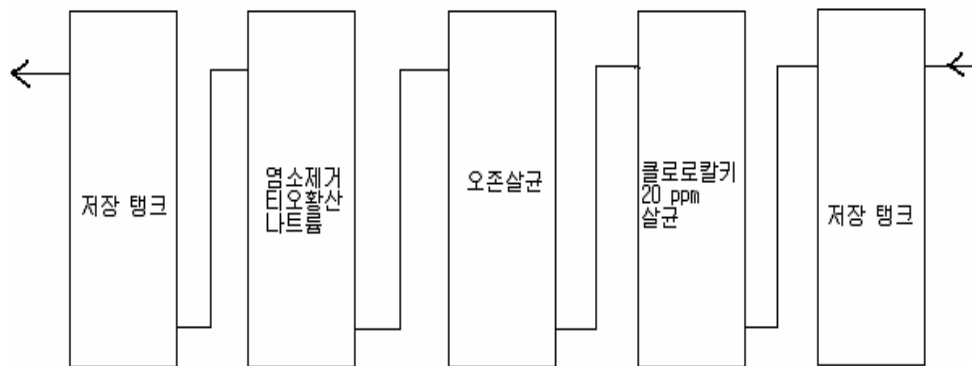 저장 탱크
염소제거
티오황산
나트륨
오존살균
클로로칼키
20 ppm
살균
저장 탱크